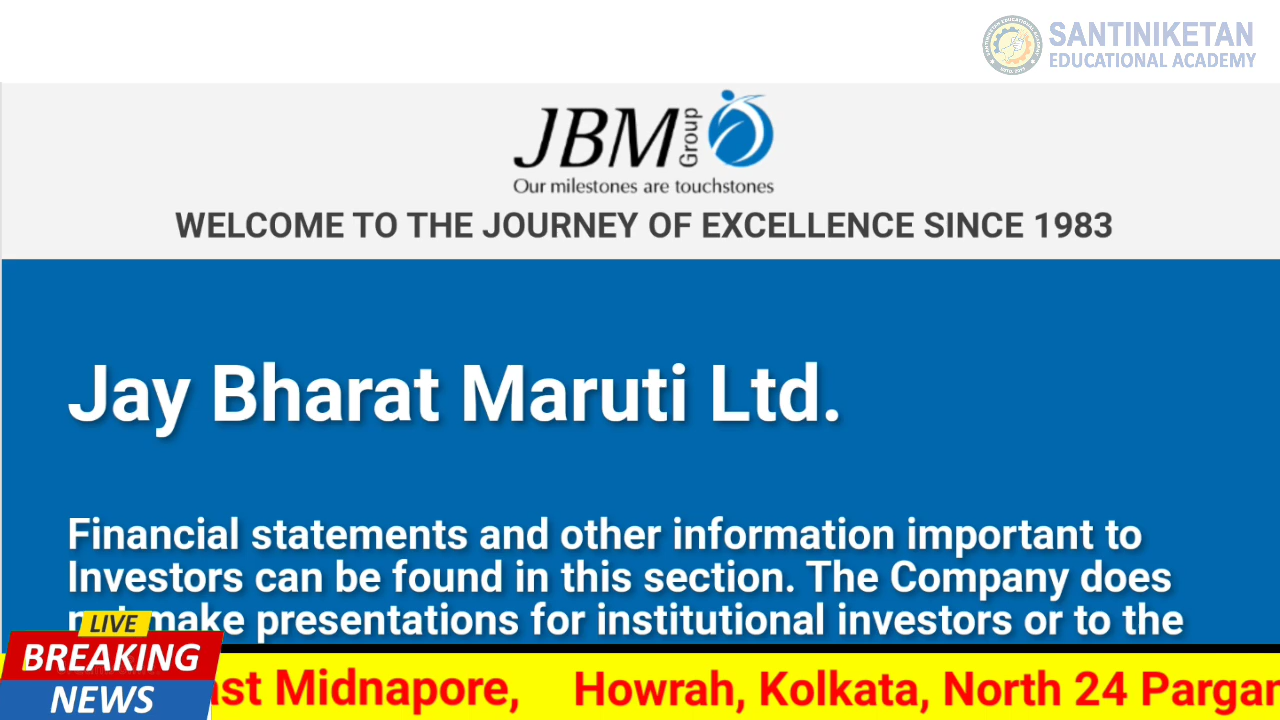 SANTINIKETAN
EDUCATIONAL ACADEMY
JBM Group
Our milestones are touchstones
WELCOME TO THE JOURNEY OF EXCELLENCE SINCE 1983
Jay Bharat Maruti Ltd.
Financial statements and other information important to
Investors can be found in this section. The Company does
make presentations for institutional investors or to the
LIVE
BREAKING
NEWS
Midnapore, Howrah, Kolkata, North 24